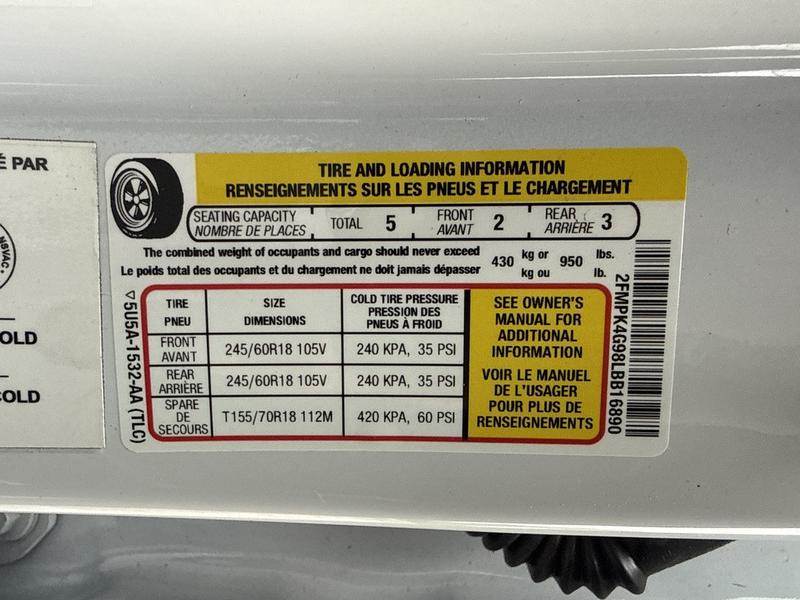 É PAR
NSVAC
OLD
COLD
TIRE AND LOADING INFORMATION
RENSEIGNEMENTS SUR LES PNEUS ET LE CHARGEMENT
SEATING CAPACITY
NOMBRE DE PLACES
TOTAL 5
FRONT
AVANT 2
REAR
ARRIÈRE 3
The combined weight of occupants and cargo should never exceed 430 kg or 950 lbs.
Le poids total des occupants et du chargement ne doit jamais dépasser kg ou lb.
TIRE
PNEU
SIZE
DIMENSIONS
COLD TIRE PRESSURE
PRESSION DES
PNEUS À FROID
FRONT
AVANT
245/60R18 105V
240 KPA, 35 PSI
REAR
ARRIÈRE
245/60R18 105V
240 KPA, 35 PSI
SPARE
DE
SECOURS
T155/70R18 112M
420 KPA, 60 PSI
SEE OWNER'S
MANUAL FOR
ADDITIONAL
INFORMATION
VOIR LE MANUEL
DE L'USAGER
POUR PLUS DE
RENSEIGNEMENTS
5U5A-1532-AA (TLC)
2FMPK4G98LBB16890